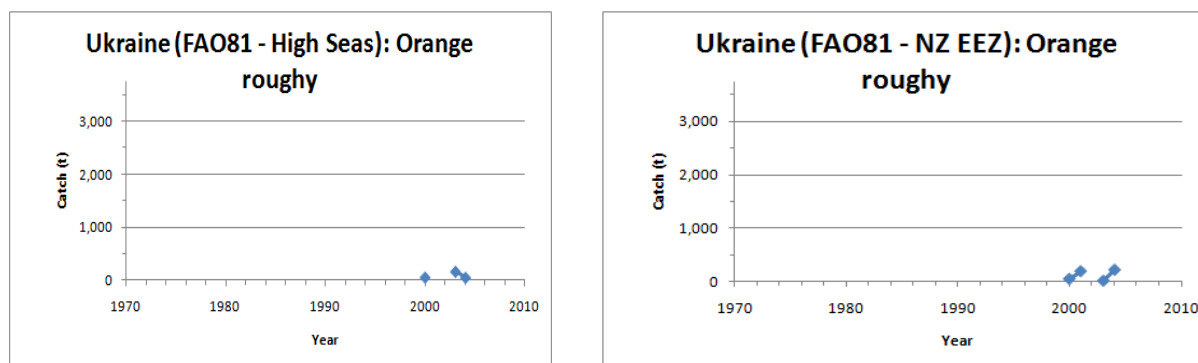 Ukraine (FAO81 - High Seas): Orange
roughy
3,000
2,000
1,000
0
Catch (t)
1970 1980 1990 2000 2010
Year
Ukraine (FAO81 - NZ EEZ): Orange
roughy
3,000
2,000
1,000
0
Catch (t)
1970 1980 1990 2000 2010
Year